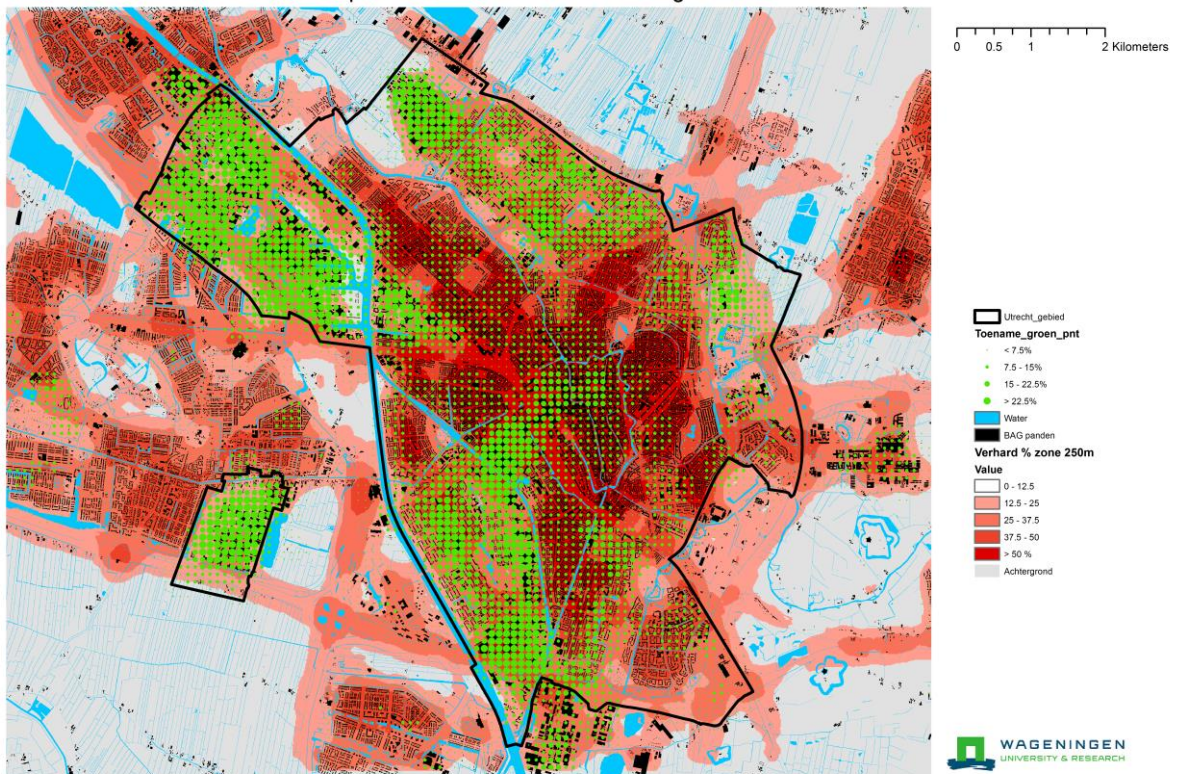 0 0.5 1 2 Kilometers
Utrecht_gebied
Toename_groen_pnt
< 7.5%
7.5 - 15%
15 - 22.5%
> 22.5%
Water
BAG panden
Verhard % zone 250m
Value
0 - 12.5
12.5 - 25
25 - 37.5
37.5 - 50
> 50 %
Achtergrond
WAGENINGEN
UNIVERSITY & RESEARCH